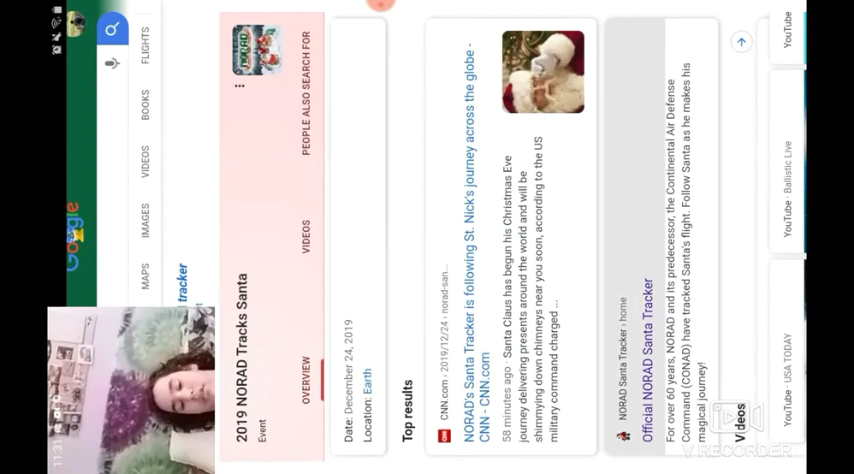 11:31
Google
MAPS IMAGES VIDEOS BOOKS FLIGHTS
tracker
2019 NORAD Tracks Santa
Event
NORAD
OVERVIEW VIDEOS PEOPLE ALSO SEARCH FOR
Date: December 24, 2019
Location: Earth
Top results
CNN.com › 2019/12/24 › norad-san...
NORAD's Santa Tracker is following St. Nick's journey across the globe -
CNN - CNN.com
58 minutes ago · Santa Claus has begun his Christmas Eve
journey delivering presents around the world and will be
shimmying down chimneys near you soon, according to the US
military command charged ...
NORAD Santa Tracker › home
Official NORAD Santa Tracker
For over 60 years, NORAD and its predecessor, the Continental Air Defense
Command (CONAD) have tracked Santa's flight. Follow Santa as he makes his
magical journey!
Videos
YouTube · USA TODAY
YouTube · Ballistic Live
YouTube
V RECORDER